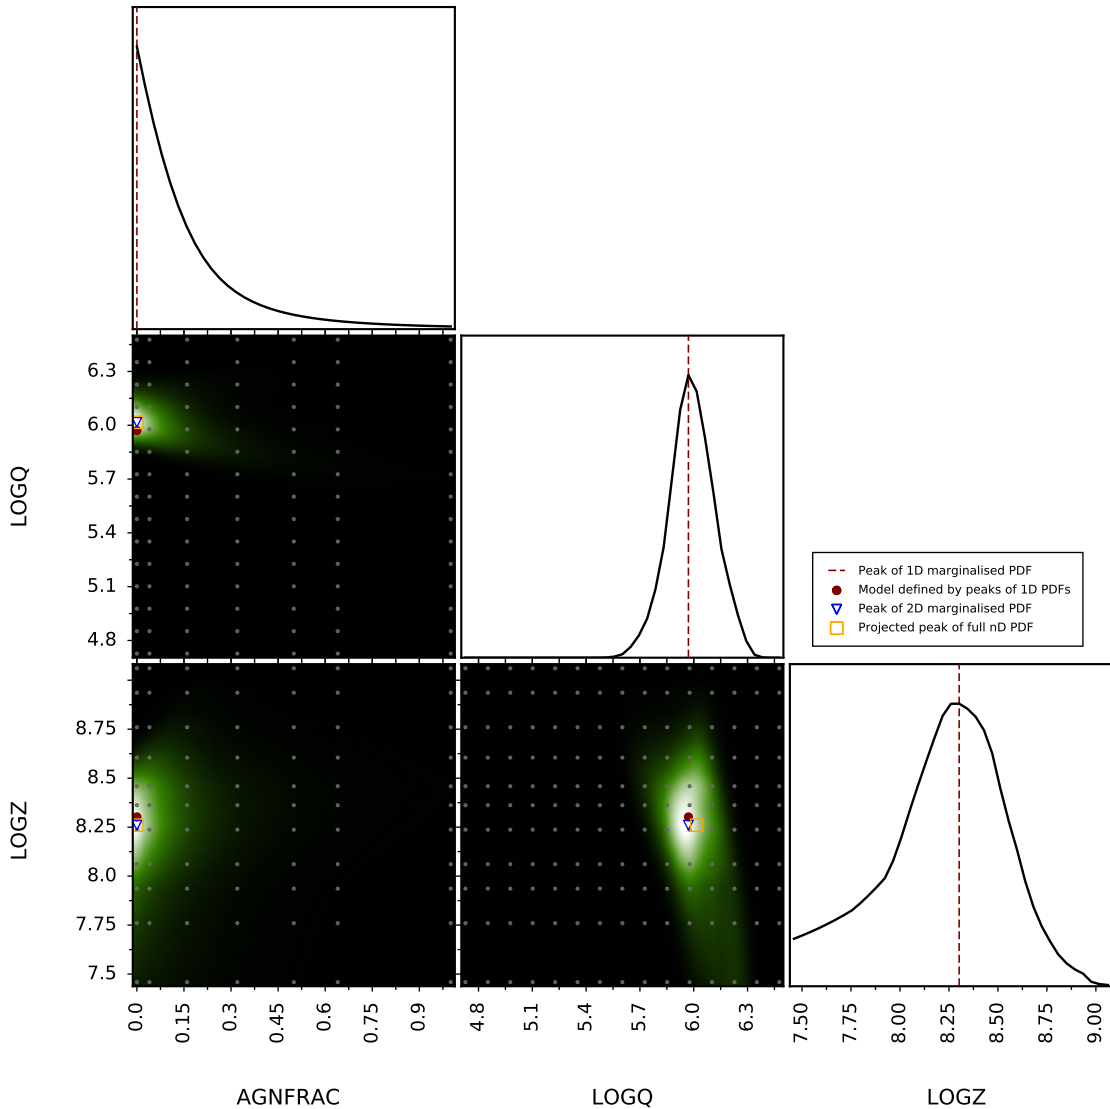 6.3
6.0
5.7
5.4
5.1
4.8
LOGQ
Peak of 1D marginalised PDF
Model defined by peaks of 1D PDFs
Peak of 2D marginalised PDF
Projected peak of full nD PDF
8.75
8.5
8.25
8.0
7.75
7.5
LOGZ
0.0 0.15 0.3 0.45 0.6 0.75 0.9
4.8 5.1 5.4 5.7 6.0 6.3
7.50 7.75 8.00 8.25 8.50 8.75 9.00
AGNFRAC LOGQ LOGZ